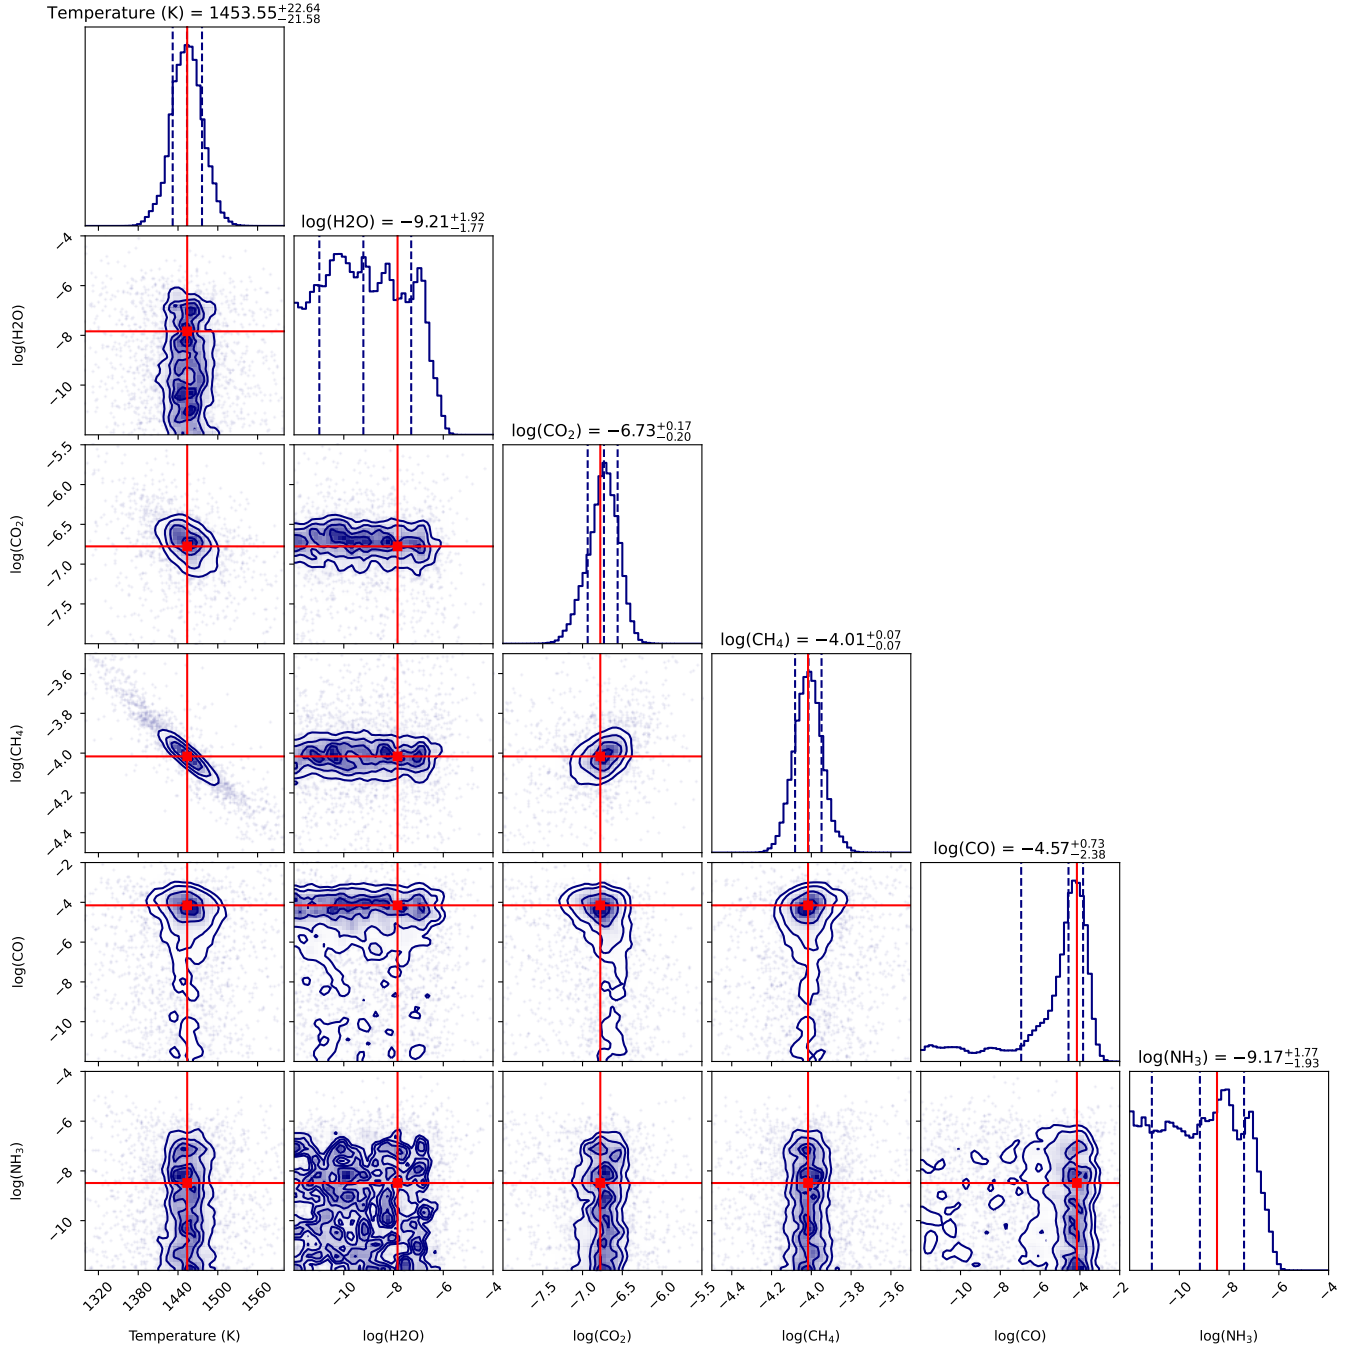 Temperature (K) = 1453.55+22.64−21.58
log(H2O) = −9.21+1.92−1.77
−4
−6
−8
−10
log(H2O)
log(CO₂) = −6.73+0.17−0.20
−5.5
−6.0
−6.5
−7.0
−7.5
log(CO₂)
log(CH₄) = −4.01+0.07−0.07
−3.6
−3.8
−4.0
−4.2
−4.4
log(CH₄)
log(CO) = −4.57+0.73−2.38
−2
−4
−6
−8
−10
log(CO)
log(NH₃) = −9.17+1.77−1.93
−4
−6
−8
−10
log(NH₃)
1320 1380 1440 1500 1560 −10 −8 −6 −4 −7.5 −7.0 −6.5 −6.0 −5.5 −4.4 −4.2 −4.0 −3.8 −3.6 −10 −8 −6 −4 −2 −10 −8 −6 −4
Temperature (K) log(H2O) log(CO₂) log(CH₄) log(CO) log(NH₃)